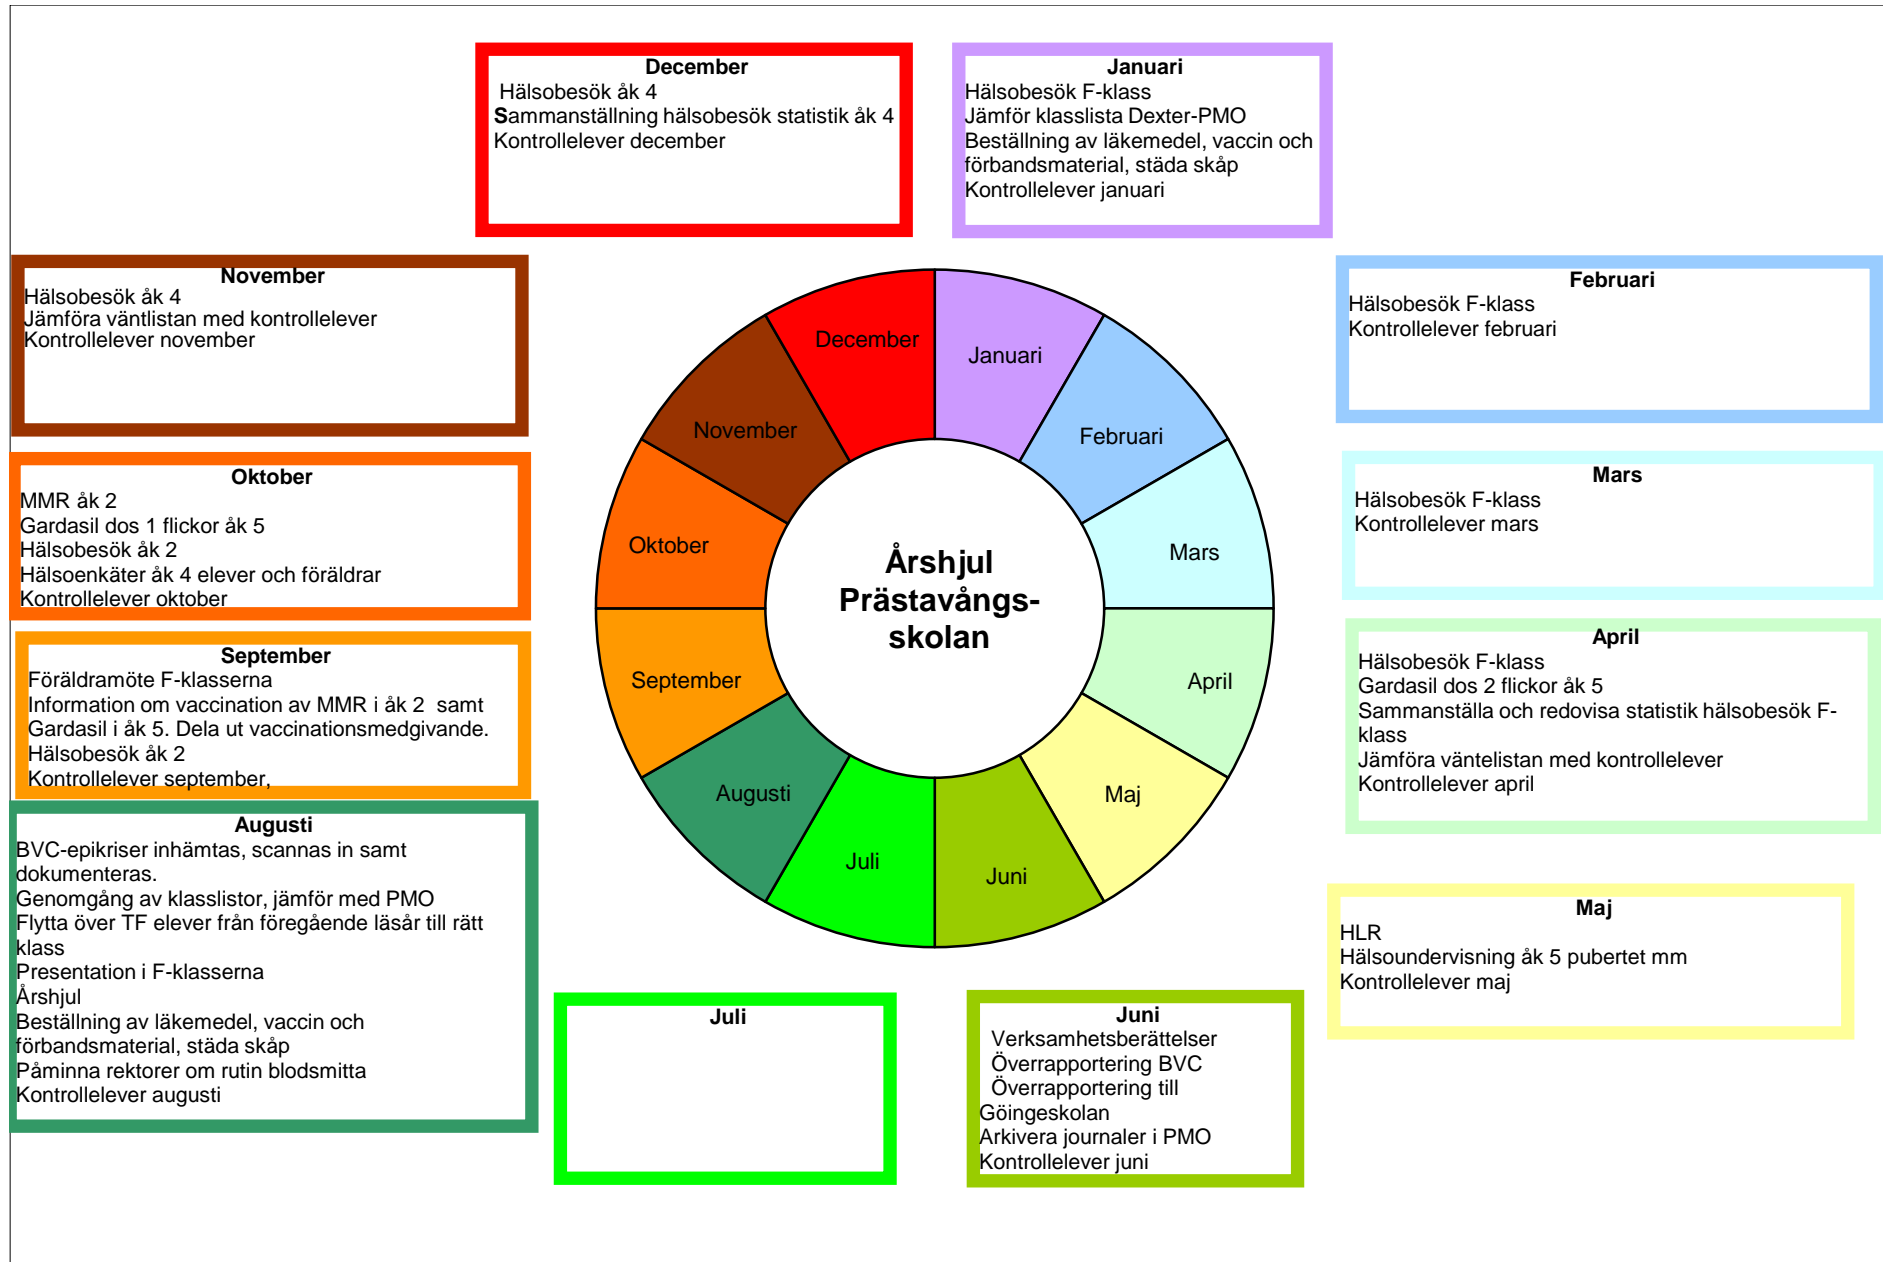 December
Hälsobesök åk 4
Sammanställning hälsobesök statistik åk 4
Kontrollelever december
Januari
Hälsobesök F-klass
Jämför klasslista Dexter-PMO
Beställning av läkemedel, vaccin och
förbandsmaterial, städa skåp
Kontrollelever januari
November
Hälsobesök åk 4
Jämföra väntlistan med kontrollelever
Kontrollelever november
Februari
Hälsobesök F-klass
Kontrollelever februari
Oktober
MMR åk 2
Gardasil dos 1 flickor åk 5
Hälsobesök åk 2
Hälsoenkäter åk 4 elever och föräldrar
Kontrollelever oktober
Mars
Hälsobesök F-klass
Kontrollelever mars
September
Föräldramöte F-klasserna
Information om vaccination av MMR i åk 2 samt
Gardasil i åk 5. Dela ut vaccinationsmedgivande.
Hälsobesök åk 2
Kontrollelever september,
April
Hälsobesök F-klass
Gardasil dos 2 flickor åk 5
Sammanställa och redovisa statistik hälsobesök F-
klass
Jämföra väntelistan med kontrollelever
Kontrollelever april
Augusti
BVC-epikriser inhämtas, scannas in samt
dokumenteras.
Genomgång av klasslistor, jämför med PMO
Flytta över TF elever från föregående läsår till rätt
klass
Presentation i F-klasserna
Årshjul
Beställning av läkemedel, vaccin och
förbandsmaterial, städa skåp
Påminna rektorer om rutin blodsmitta
Kontrollelever augusti
Maj
HLR
Hälsoundervisning åk 5 pubertet mm
Kontrollelever maj
Juli
Juni
Verksamhetsberättelser
Överrapportering BVC
Överrapportering till
Göingeskolan
Arkivera journaler i PMO
Kontrollelever juni
December
Januari
Februari
Mars
April
Maj
Juni
Juli
Augusti
September
Oktober
November
Årshjul
Prästavångs-
skolan